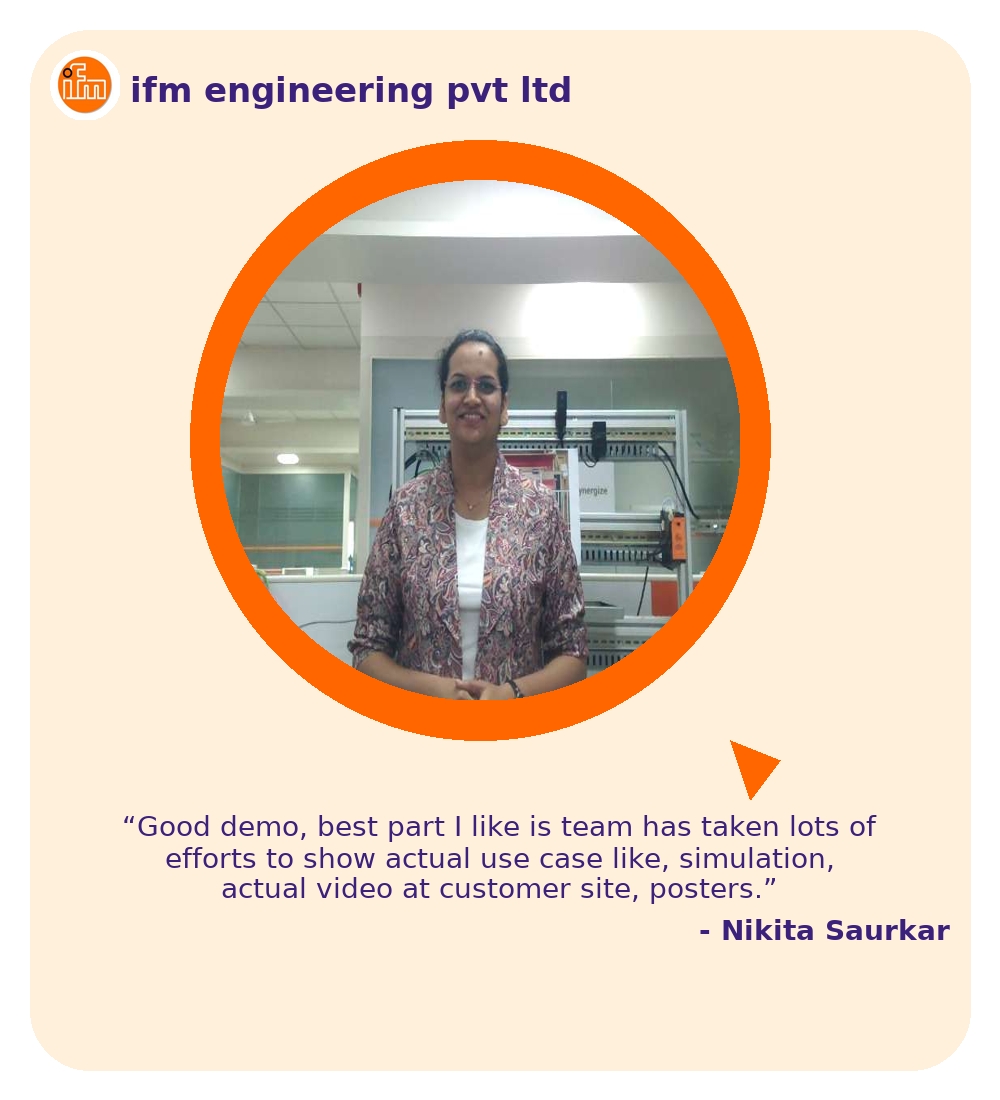 ifm
ifm engineering pvt ltd
ynergize
ifm
“Good demo, best part I like is team has taken lots of
efforts to show actual use case like, simulation,
actual video at customer site, posters.”
- Nikita Saurkar